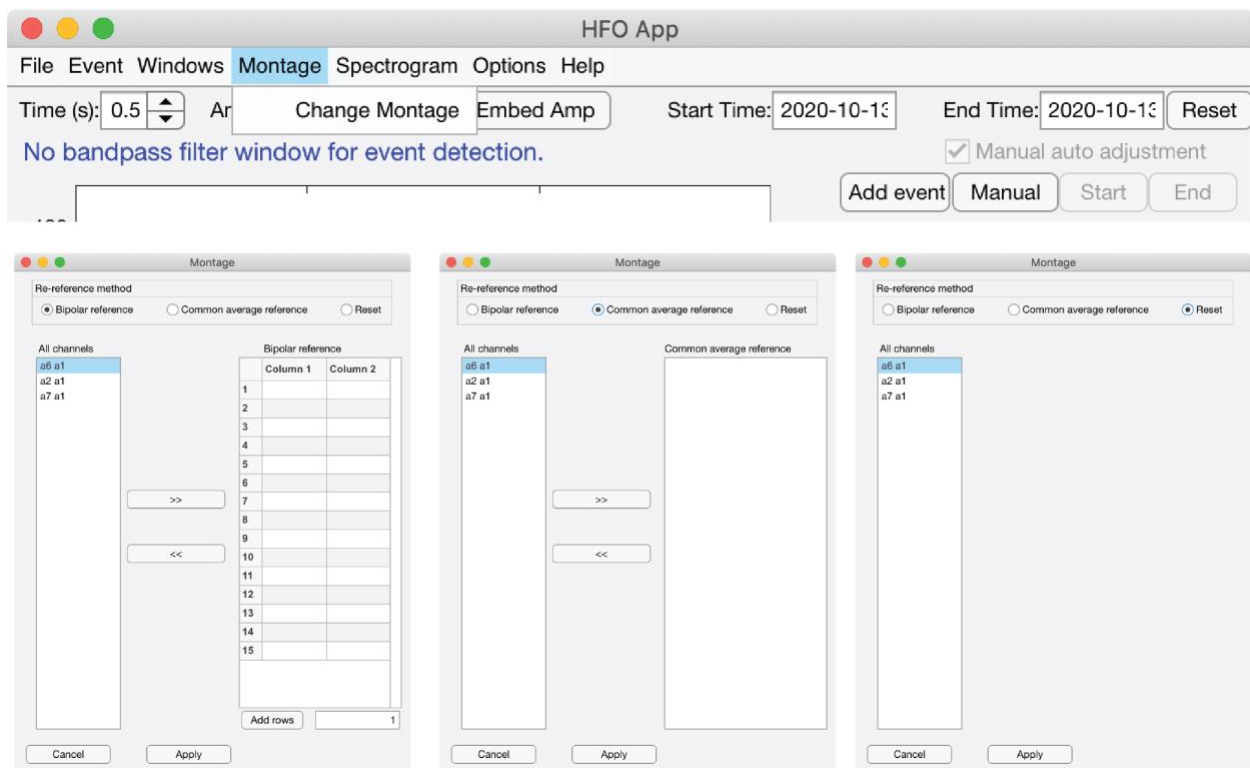 HFO App
File Event Windows Montage Spectrogram Options Help
Time (s): 0.5 Change Montage Embed Amp Start Time: 2020-10-13 End Time: 2020-10-13 Reset
No bandpass filter window for event detection. Manual auto adjustment
Add event Manual Start End
Montage
Re-reference method
Bipolar reference Common average reference Reset
All channels Bipolar reference
a6 a1
Column 1 Column 2
a2 a1
a7 a1
1
2
3
4
5
6
7
8
9
10
11
12
13
14
15
>>
<<
Add rows 1
Cancel Apply
Montage
Re-reference method
Bipolar reference Common average reference Reset
All channels Common average reference
a6 a1
a2 a1
a7 a1
>>
<<
Cancel Apply
Montage
Re-reference method
Bipolar reference Common average reference Reset
All channels
a6 a1
a2 a1
a7 a1
Cancel Apply